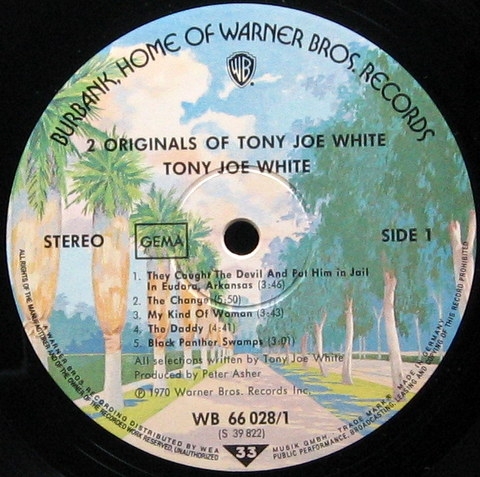 BURBANK, HOME OF WARNER BROS. RECORDS
WB
2 ORIGINALS OF TONY JOE WHITE
TONY JOE WHITE
STEREO
GEMA
SIDE 1
1. They Caught The Devil And Put Him in Jail
In Eudora, Arkansas (3:46)
2. The Change (5:50)
3. My Kind Of Woman (3:43)
4. The Daddy (4:41)
5. Black Panther Swamps (3:01)
All selections written by Tony Joe White
Produced by Peter Asher
℗ 1970 Warner Bros. Records Inc.
WB 66 028/1
(S 39 822)
33
A WARNER BROS. RECORDING DISTRIBUTED BY WEA MUSIK GMBH. TRADE MARK MADE IN GERMANY
ALL RIGHTS OF THE MANUFACTURER AND OF THE OWNER OF THE RECORDED WORK RESERVED. UNAUTHORIZED PUBLIC PERFORMANCE, BROADCASTING, LEASING AND COPYING OF THIS RECORD PROHIBITED